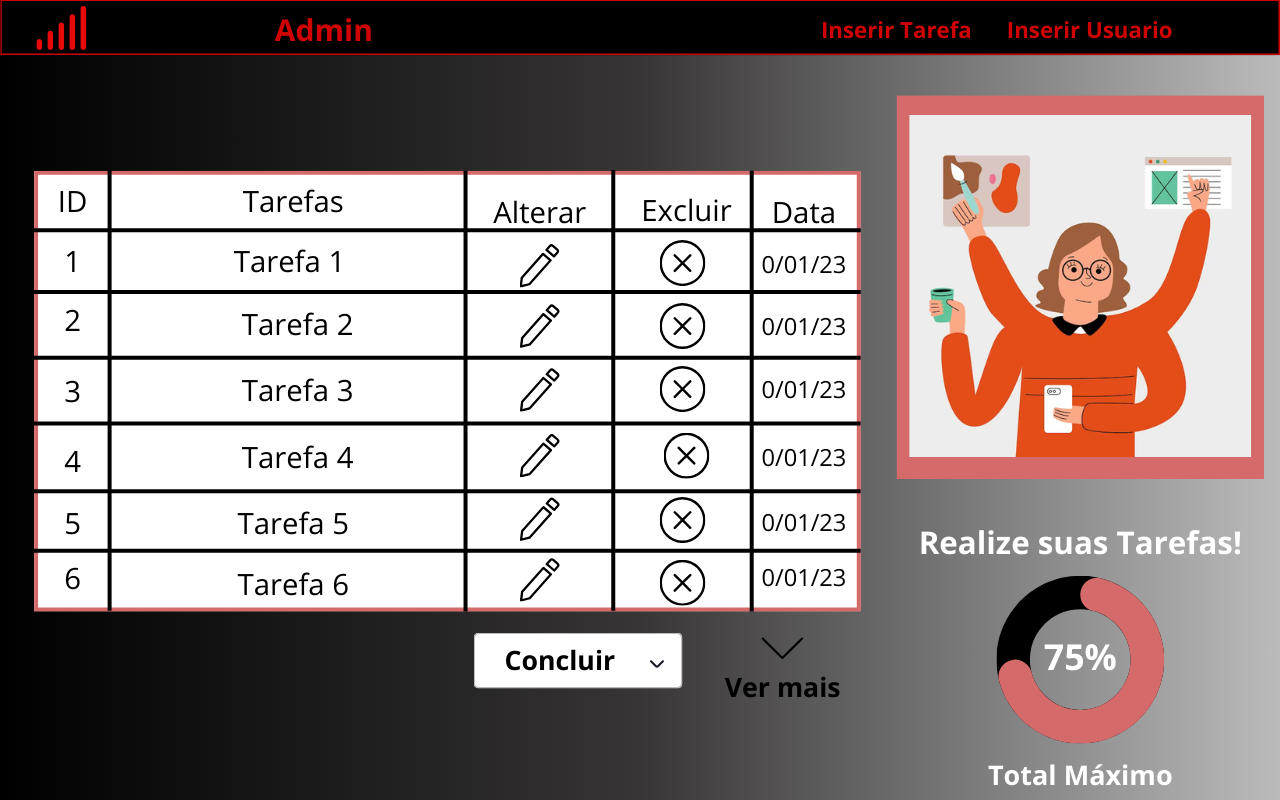 Admin
Inserir Tarefa
Inserir Usuario
ID Tarefas Alterar Excluir Data
1 Tarefa 1 0/01/23
2 Tarefa 2 0/01/23
3 Tarefa 3 0/01/23
4 Tarefa 4 0/01/23
5 Tarefa 5 0/01/23
6 Tarefa 6 0/01/23
Concluir
Ver mais
Realize suas Tarefas!
75%
Total Máximo